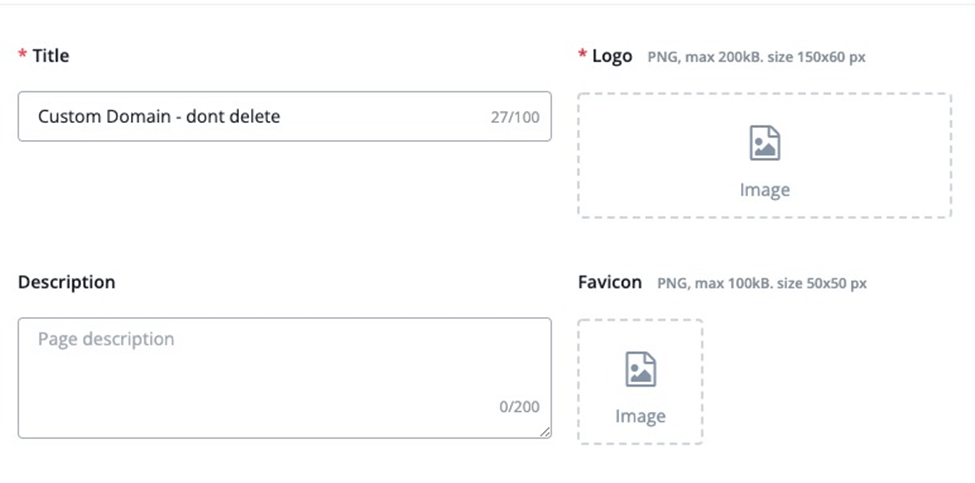 * Title
Custom Domain - dont delete
27/100
* Logo PNG, max 200kB. size 150x60 px
Image
Description
Page description
0/200
Favicon PNG, max 100kB. size 50x50 px
Image